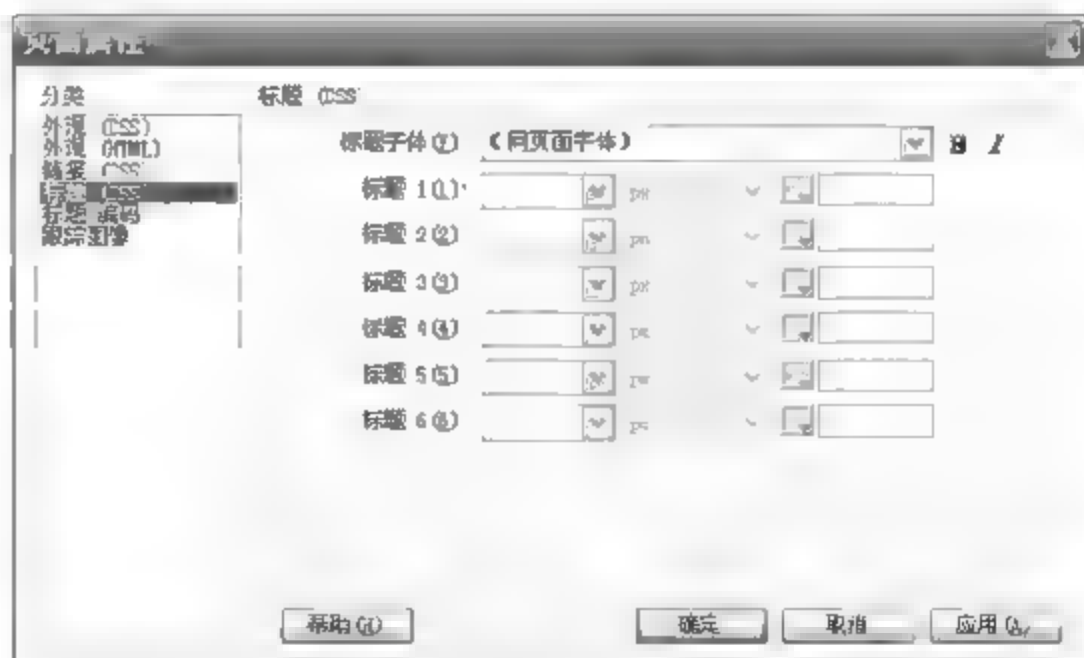 页面属性
分类
外观 (CSS)
外观 (HTML)
链接 (CSS)
标题 (CSS)
标题/编码
跟踪图像
标题 (CSS)
标题字体(F) (同页面字体) B I
标题 1(1) px
标题 2(2) px
标题 3(3) px
标题 4(4) px
标题 5(5) px
标题 6(6) px
帮助(H) 确定 取消 应用(A)